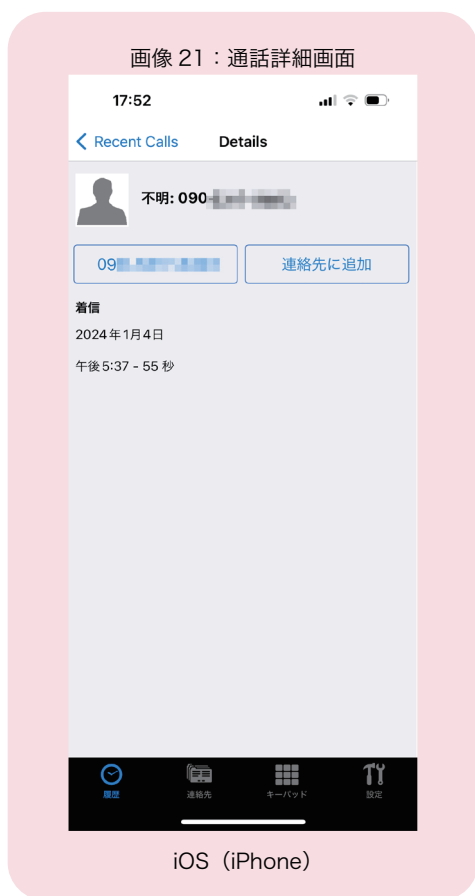 画像 21：通話詳細画面
17:52
Recent Calls Details
不明: 090-
09
連絡先に追加
着信
2024年1月4日
午後5:37 - 55 秒
履歴 連絡先 キーパッド 設定
iOS（iPhone）